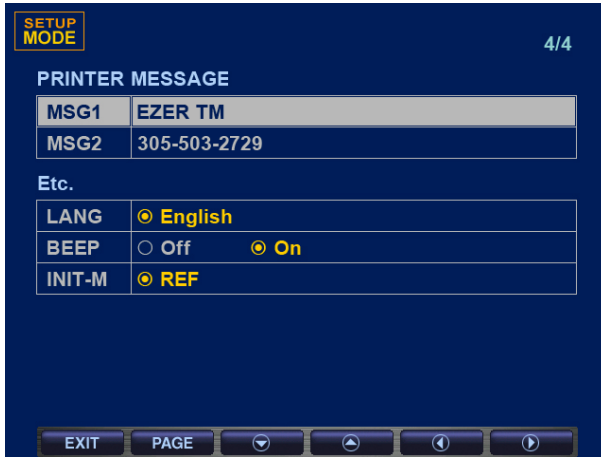 SETUP
MODE
4/4
PRINTER MESSAGE
MSG1 EZER TM
MSG2 305-503-2729
Etc.
LANG English
BEEP Off On
INIT-M REF
EXIT PAGE